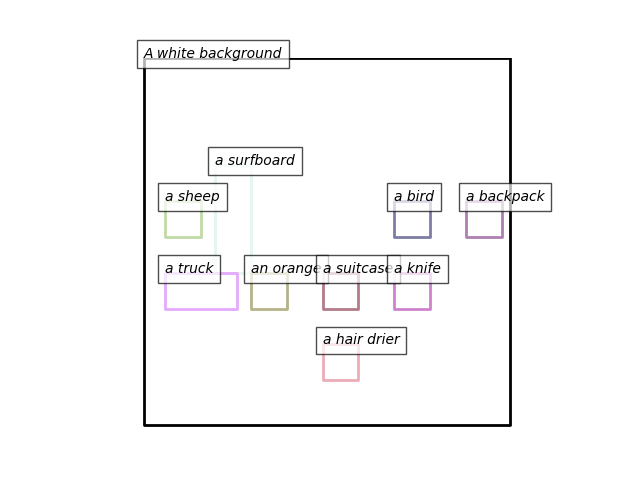 A white background
a surfboard
a sheep
a bird
a backpack
a truck
an orange
a suitcase
a knife
a hair drier